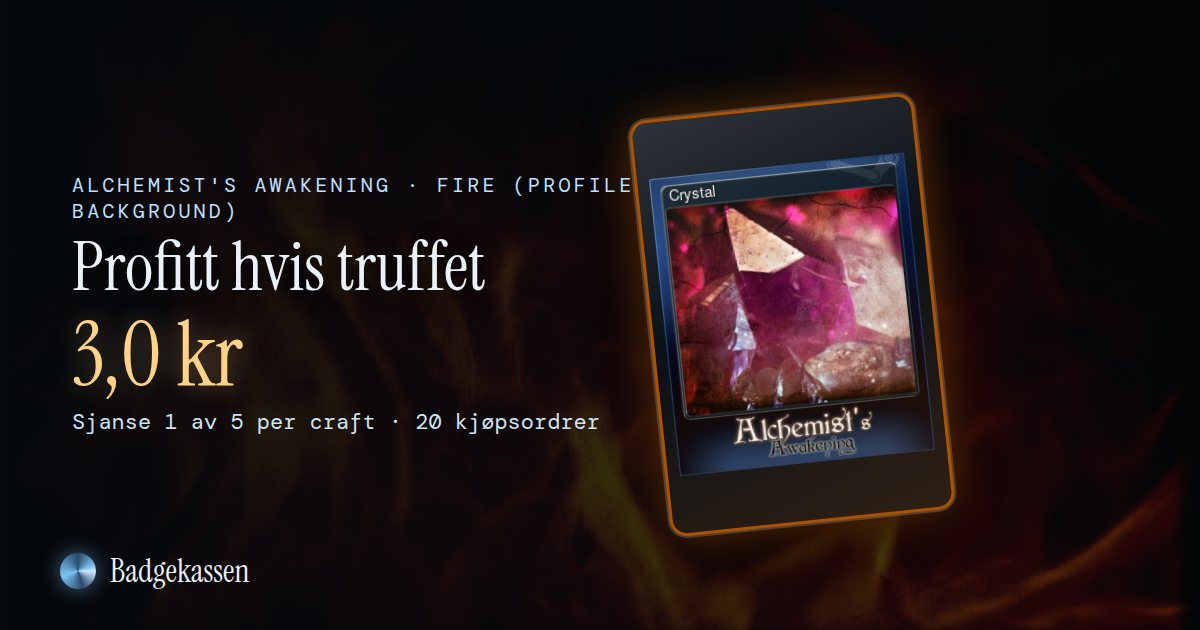 ALCHEMIST'S AWAKENING · FIRE (PROFILE
BACKGROUND)
Profitt hvis truffet
3,0 kr
Sjanse 1 av 5 per craft · 20 kjøpsordrer
Crystal
Alchemist's
Awakening
Badgekassen